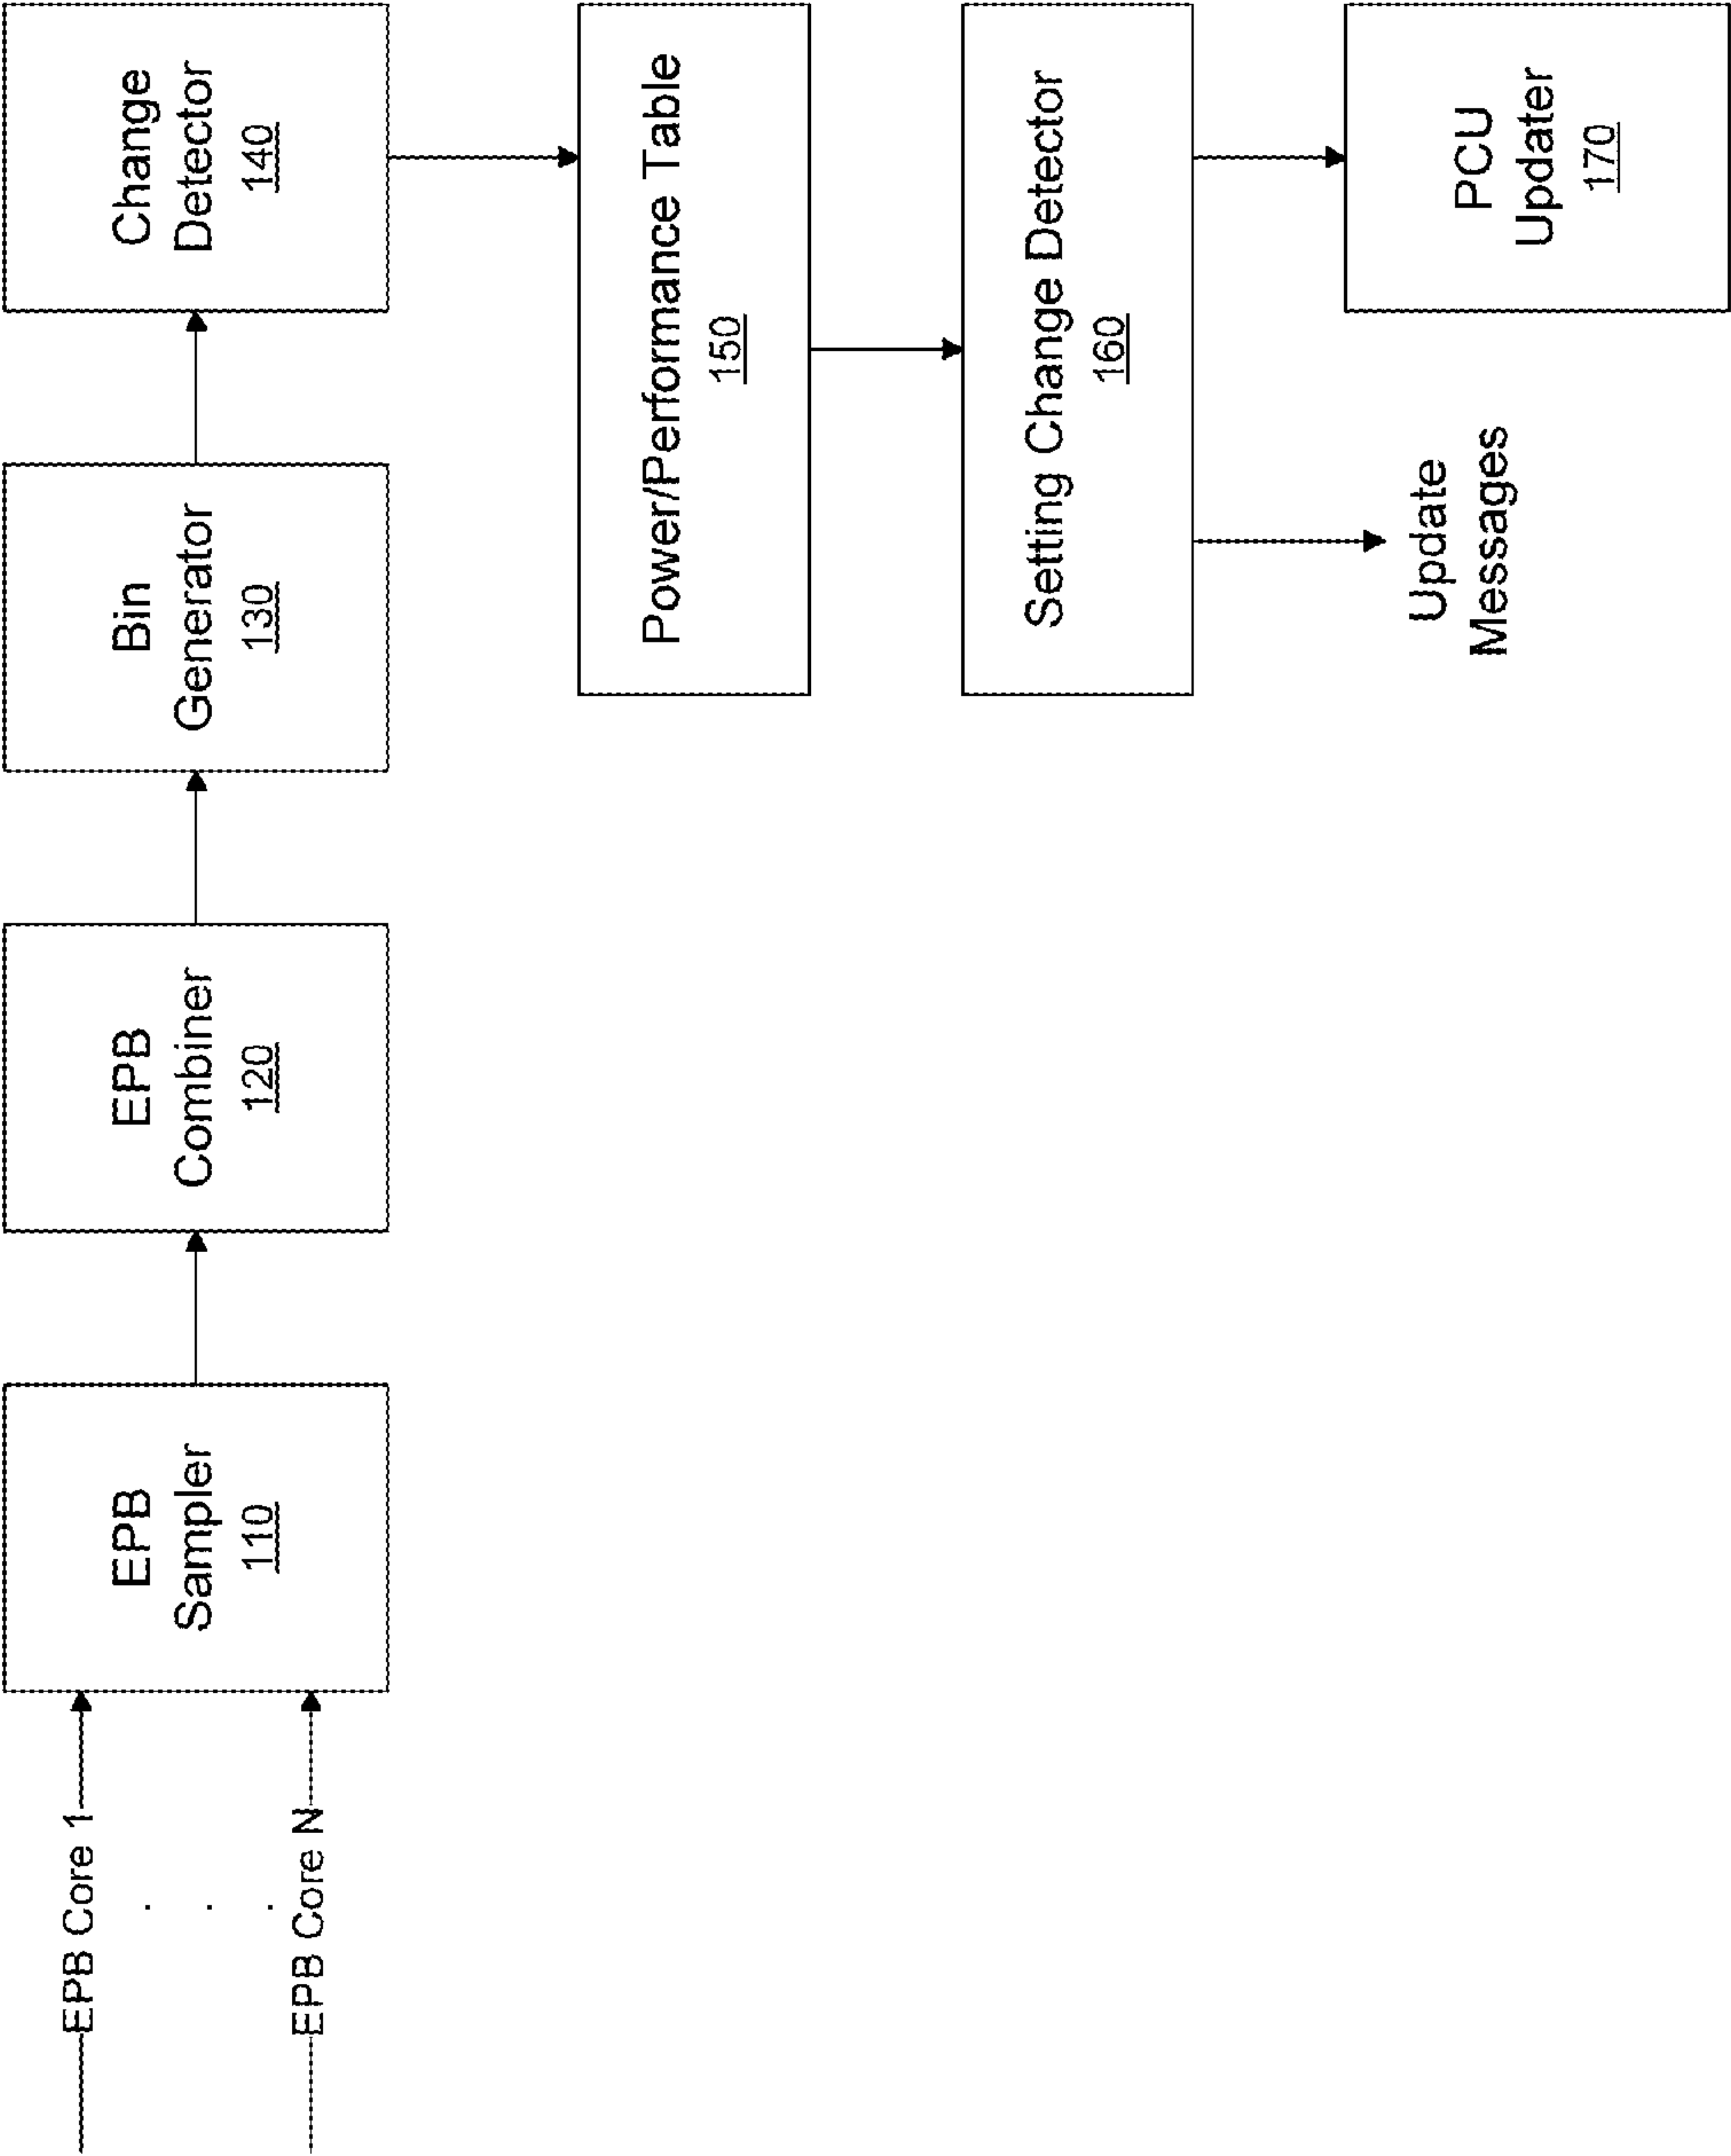 EPB Core 1
.
.
.
EPB Core N
EPB
Sampler
110
EPB
Combiner
120
Bin
Generator
130
Change
Detector
140
Power/Performance Table
150
Setting Change Detector
160
Update
Messages
PCU
Updater
170